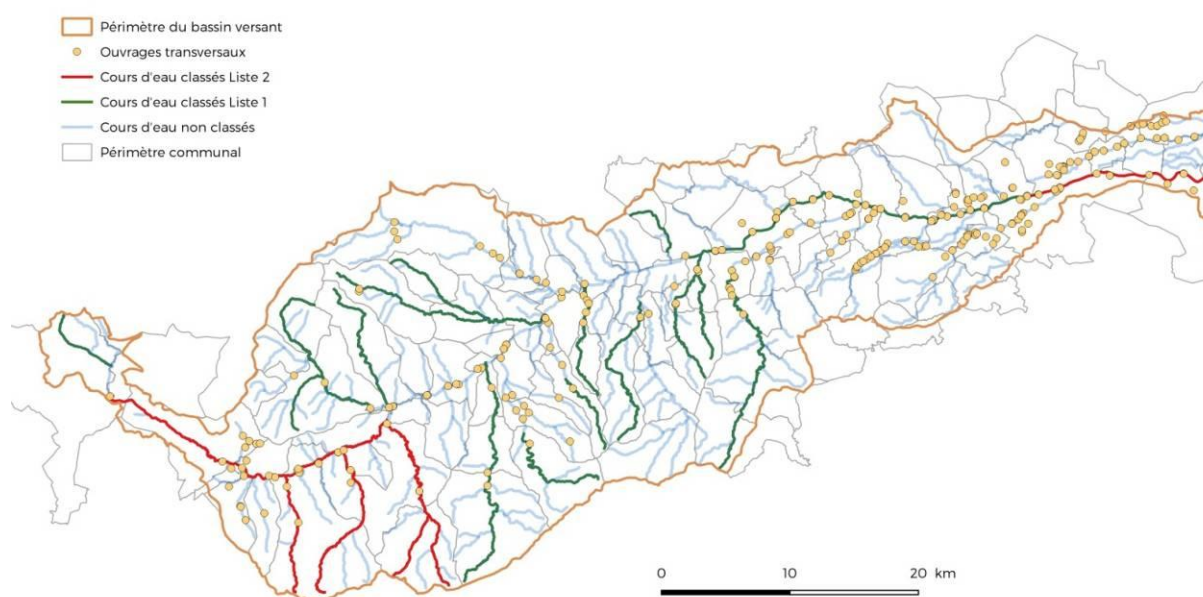 Périmètre du bassin versant
Ouvrages transversaux
Cours d'eau classés Liste 2
Cours d'eau classés Liste 1
Cours d'eau non classés
Périmètre communal
0 10 20 km